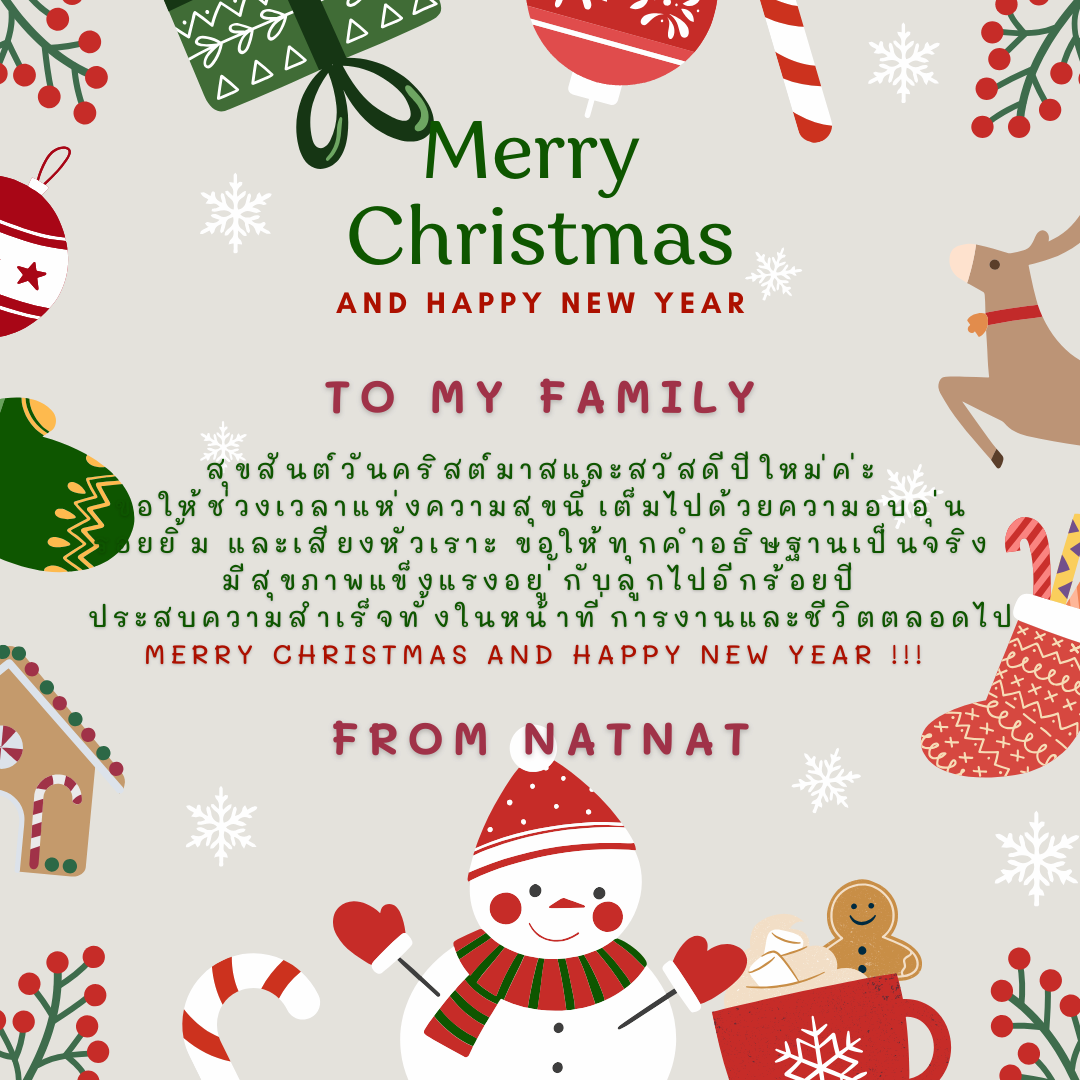 Merry
Christmas
AND HAPPY NEW YEAR
TO MY FAMILY
สุขสันต์วันคริสต์มาสและสวัสดีปีใหม่ค่ะ
ขอให้ช่วงเวลาแห่งความสุขนี้ เต็มไปด้วยความอบอุ่น
รอยยิ้ม และเสียงหัวเราะ ขอให้ทุกคำอธิษฐานเป็นจริง
มีสุขภาพแข็งแรงอยู่กับลูกไปอีกร้อยปี
ประสบความสำเร็จทั้งในหน้าที่การงานและชีวิตตลอดไป
MERRY CHRISTMAS AND HAPPY NEW YEAR !!!
FROM NATNAT